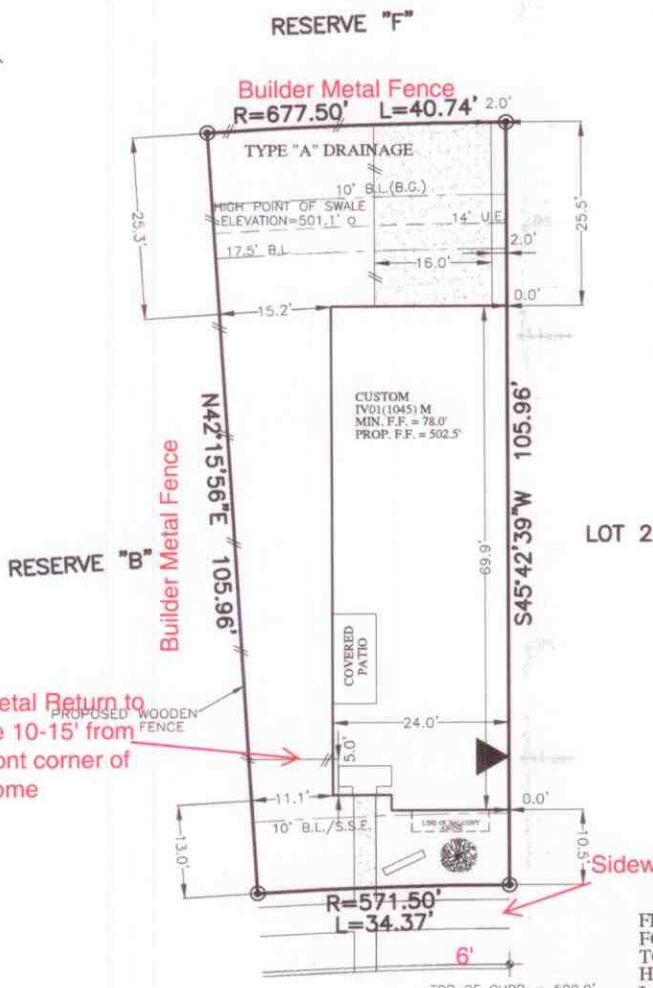 RESERVE "F"
Builder Metal Fence
R=677.50' L=40.74'
2.0'
TYPE "A" DRAINAGE
10' B.L.(B.G.)
HIGH POINT OF SWALE
ELEVATION=501.1'
14' U.E.
25.3'
25.5'
17.5' B.L.
2.0'
16.0'
15.2'
0.0'
CUSTOM
IV01(1045) M
MIN. F.F. = 78.0'
PROP. F.F. = 502.5'
N42°15'56"E 105.96'
Builder Metal Fence
S45°42'39"W 105.96'
69.9'
RESERVE "B"
LOT 2
COVERED
PATIO
etal Return to
PROPOSED WOODEN
FENCE
e 10-15' from
ont corner of
ome
24.0'
5.0'
11.1'
0.0'
10' B.L./S.S.E.
LINE OF BALCONY
ABOVE
13.0'
10.5'
Sidew
R=571.50'
L=34.37'
6'